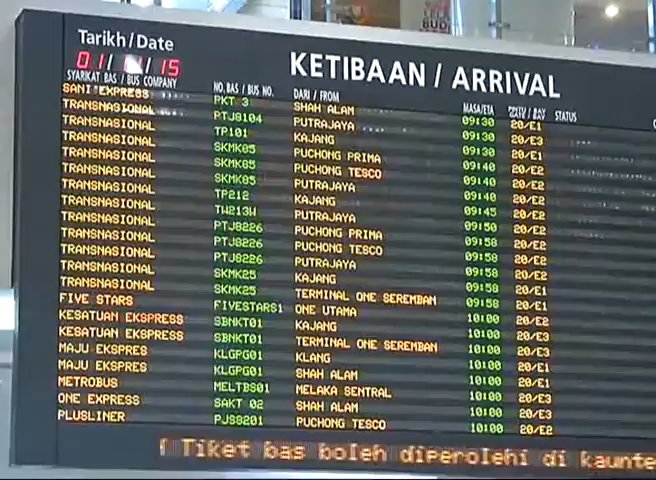 Tarikh/Date
KETIBAAN / ARRIVAL
SYARIKAT BAS / BUS COMPANY NO. BAS / BUS NO. DARI / FROM MASA/ETA STATUS
SANI EXPRESS PKT 3 SHAH ALAM 09:30 20/E1
TRANSNASIONAL PTJS104 PUTRAJAYA 09:30 20/E3
TRANSNASIONAL TP101 KAJANG 09:30 20/E1
TRANSNASIONAL SKMK85 PUCHONG PRIMA 09:40 20/E2
TRANSNASIONAL SKMK85 PUCHONG TESCO 09:40 20/E2
TRANSNASIONAL SKMK85 PUTRAJAYA 09:40 20/E2
TRANSNASIONAL TP212 KAJANG 09:45 20/E2
TRANSNASIONAL TW213W PUTRAJAYA 09:50 20/E2
TRANSNASIONAL PTJ8226 PUCHONG PRIMA 09:58 20/E2
TRANSNASIONAL PTJ8226 PUCHONG TESCO 09:58 20/E2
TRANSNASIONAL PTJ8226 PUTRAJAYA 09:58 20/E2
TRANSNASIONAL SKMK25 KAJANG 09:58 20/E2
TRANSNASIONAL SKMK25 TERMINAL ONE SEREMBAN 09:58 20/E1
FIVE STARS FIVESTARS1 ONE UTAMA 10:00 20/E2
KESATUAN EKSPRESS SBNKT01 KAJANG 10:00 20/E3
KESATUAN EKSPRESS SBNKT01 TERMINAL ONE SEREMBAN 10:00 20/E3
MAJU EKSPRES KLGPG01 KLANG 10:00 20/E1
MAJU EKSPRES KLGPG01 SHAH ALAM 10:00 20/E1
METROBUS MELTBS01 MELAKA SENTRAL 10:00 20/E3
ONE EXPRESS SAKT 02 SHAH ALAM 10:00 20/E3
PLUSLINER PJS8201 PUCHONG TESCO 10:00 20/E2
Tiket bas boleh diperolehi di kaunte